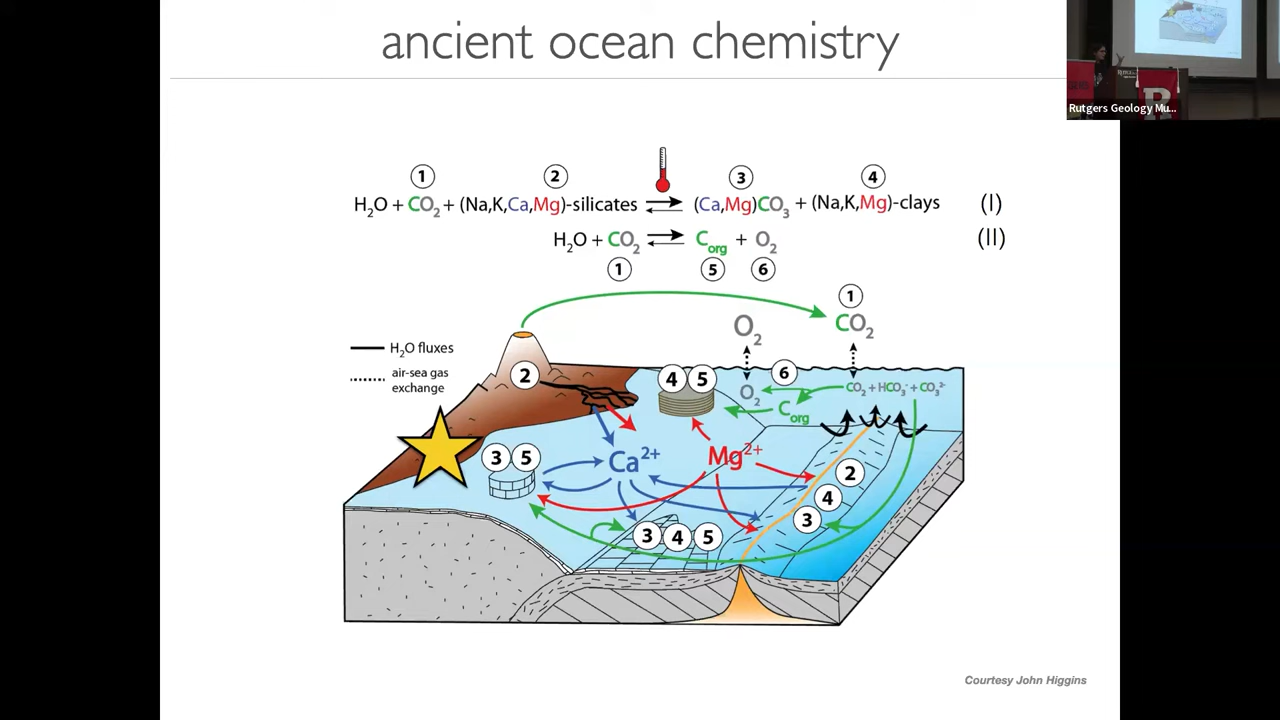 ancient ocean chemistry
RUTGERS
R
Rutgers Geology Mu...
1 2 3 4
H₂O + CO₂ + (Na,K,Ca,Mg)-silicates ⇌ (Ca,Mg)CO₃ + (Na,K,Mg)-clays (I)
H₂O + CO₂ ⇌ C_org + O₂ (II)
1 5 6
1
O₂ CO₂
H₂O fluxes
air-sea gas
exchange
2
4 5
6
O₂
CO₂ + HCO₃⁻ + CO₃²⁻
C_org
3 5
Ca²⁺
Mg²⁺
2
4
3
3 4 5
Courtesy John Higgins